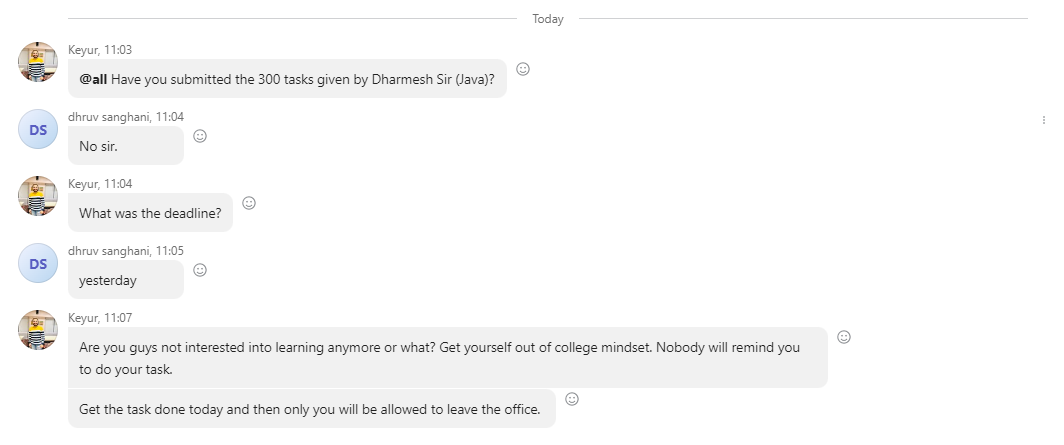 Today
Keyur, 11:03
@all Have you submitted the 300 tasks given by Dharmesh Sir (Java)?
DS
dhruv sanghani, 11:04
No sir.
Keyur, 11:04
What was the deadline?
DS
dhruv sanghani, 11:05
yesterday
Keyur, 11:07
Are you guys not interested into learning anymore or what? Get yourself out of college mindset. Nobody will remind you
to do your task.
Get the task done today and then only you will be allowed to leave the office.